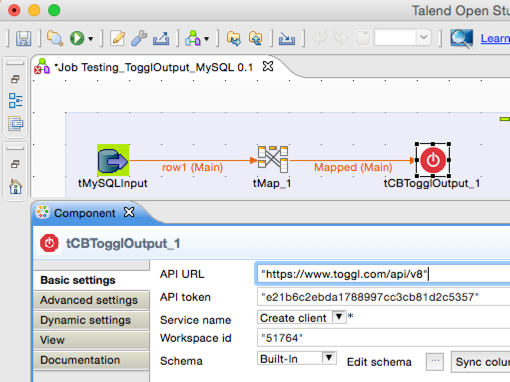 Talend Open Stu
Learn
*Job Testing_TogglOutput_MySQL 0.1
row1 (Main)
Mapped (Main)
tMySQLInput
tMap_1
tCBTogglOutput_1
Component
tCBTogglOutput_1
Basic settings
Advanced settings
Dynamic settings
View
Documentation
API URL
"https://www.toggl.com/api/v8"
API token
"e21b6c2ebda1788997cc3cb81d2c5357"
Service name
Create client
*
Workspace id
"51764"
Schema
Built-In
Edit schema
...
Sync colum